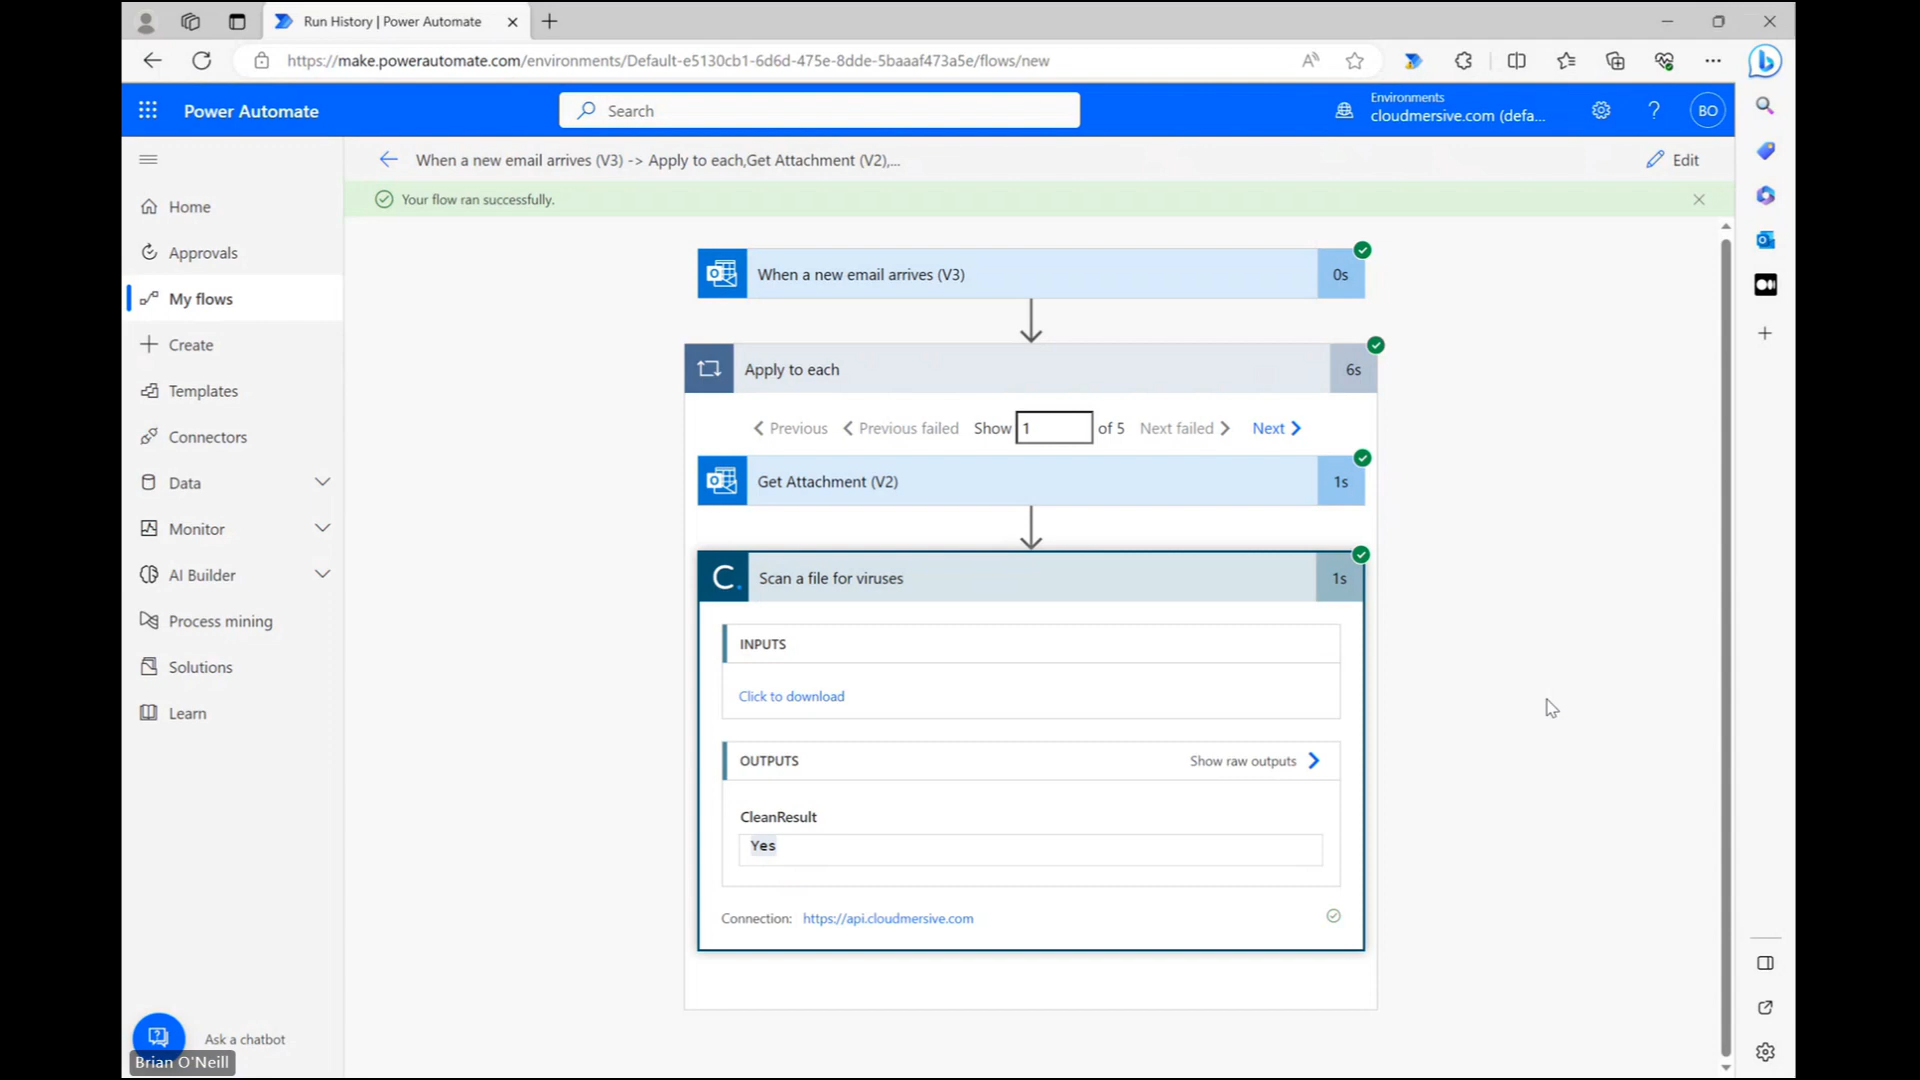 Run History | Power Automate
https://make.powerautomate.com/environments/Default-e5130cb1-6d6d-475e-8dde-5baaaf473a5e/flows/new
Power Automate
Search
Environments
cloudmersive.com (defa...
BO
When a new email arrives (V3) -> Apply to each,Get Attachment (V2),...
Edit
Your flow ran successfully.
Home
Approvals
My flows
Create
Templates
Connectors
Data
Monitor
AI Builder
Process mining
Solutions
Learn
Ask a chatbot
Brian O'Neill
When a new email arrives (V3)
0s
Apply to each
6s
Previous Previous failed Show 1 of 5 Next failed Next
Get Attachment (V2)
1s
C.
Scan a file for viruses
1s
INPUTS
Click to download
OUTPUTS
Show raw outputs
CleanResult
Yes
Connection: https://api.cloudmersive.com